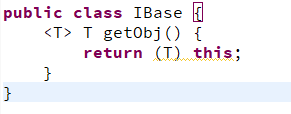 public class IBase {
    <T> T getObj() {
        return (T) this;
    }
}